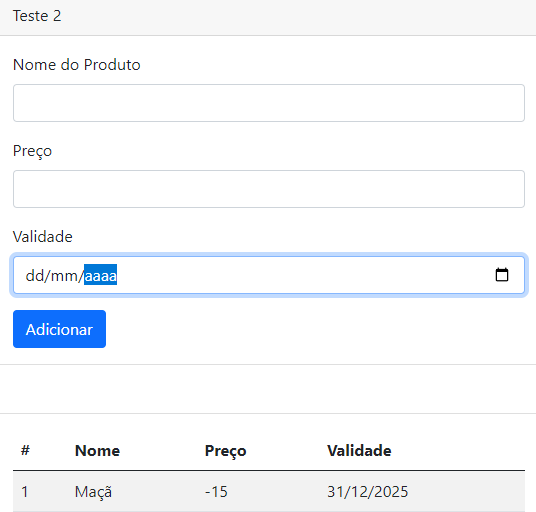 Teste 2
Nome do Produto
Preço
Validade
dd/mm/aaaa
Adicionar
# Nome Preço Validade
1 Maçã -15 31/12/2025